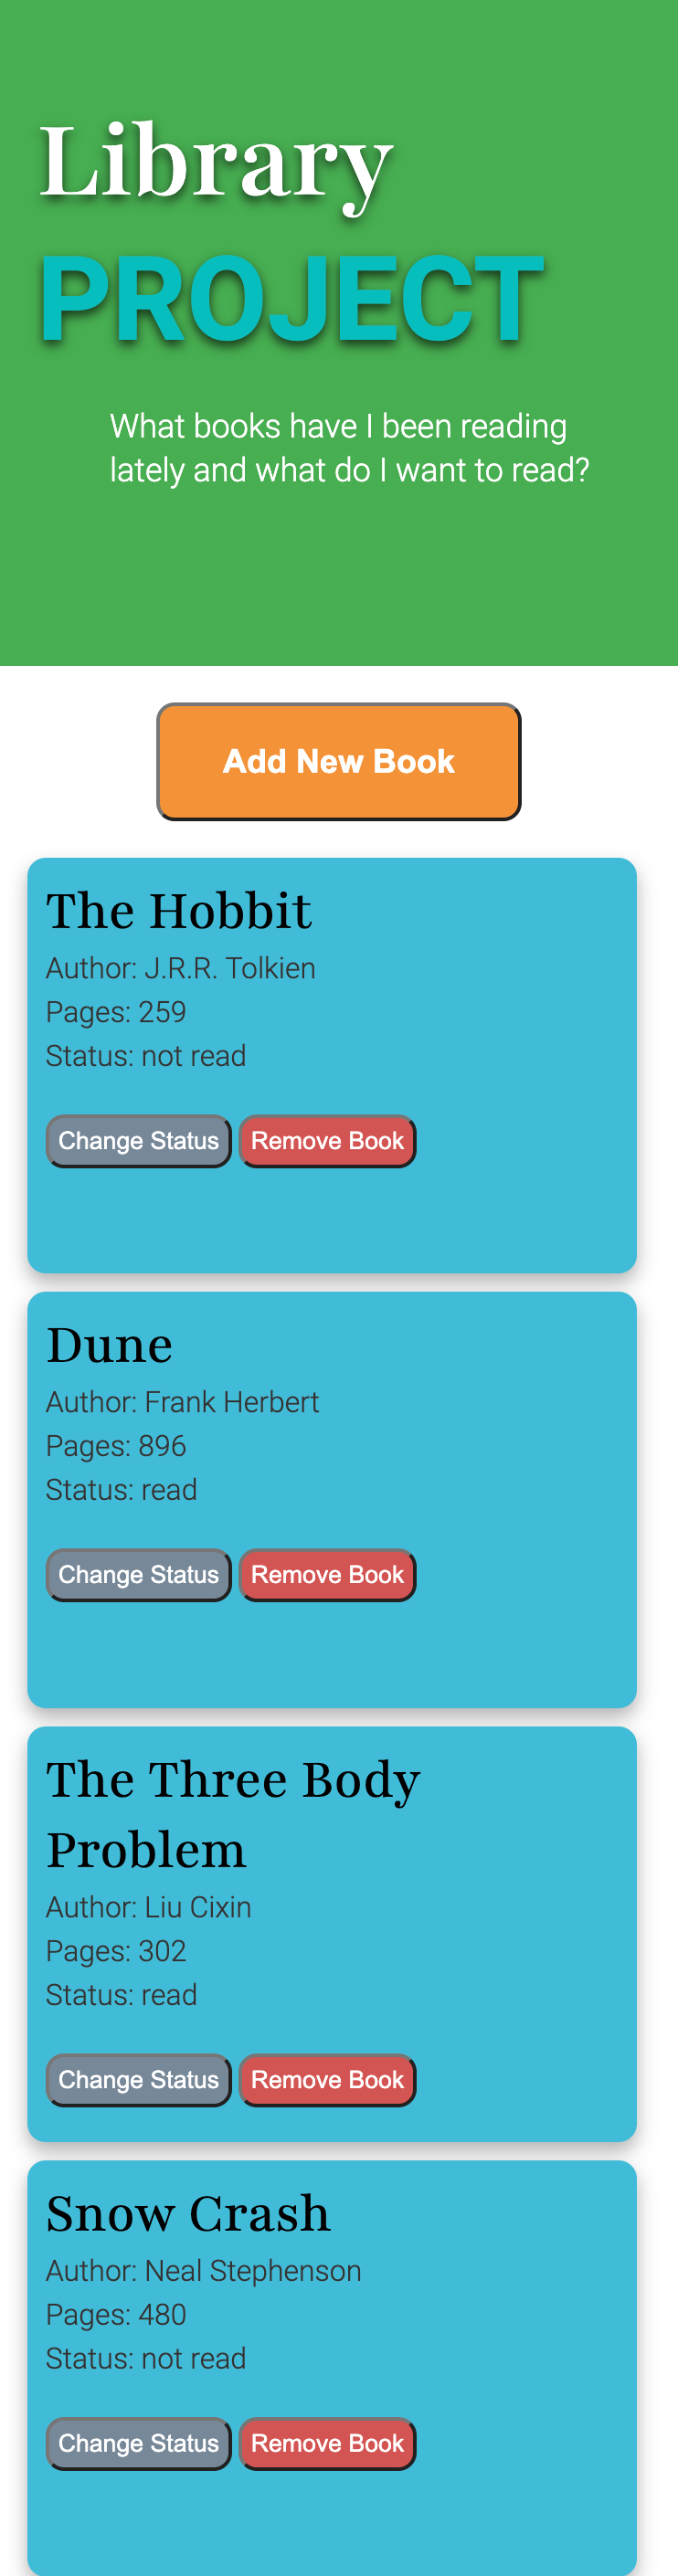 Library
PROJECT
What books have I been reading
lately and what do I want to read?
Add New Book
The Hobbit
Author: J.R.R. Tolkien
Pages: 259
Status: not read
Change Status Remove Book
Dune
Author: Frank Herbert
Pages: 896
Status: read
Change Status Remove Book
The Three Body
Problem
Author: Liu Cixin
Pages: 302
Status: read
Change Status Remove Book
Snow Crash
Author: Neal Stephenson
Pages: 480
Status: not read
Change Status Remove Book